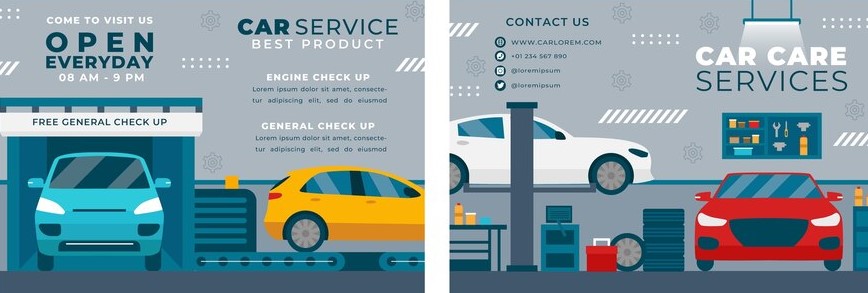 COME TO VISIT US
OPEN
EVERYDAY
08 AM - 9 PM
FREE GENERAL CHECK UP
CAR SERVICE
BEST PRODUCT
ENGINE CHECK UP
Lorem ipsum dolor sit amet, consecte-
tur adipiscing elit, sed do eiusmod
GENERAL CHECK UP
Lorem ipsum dolor sit amet, consecte-
tur adipiscing elit, sed do eiusmod
CONTACT US
WWW.CARLOREM.COM
+01 234 567 890
@loremipsum
@loremipsum
CAR CARE
SERVICES